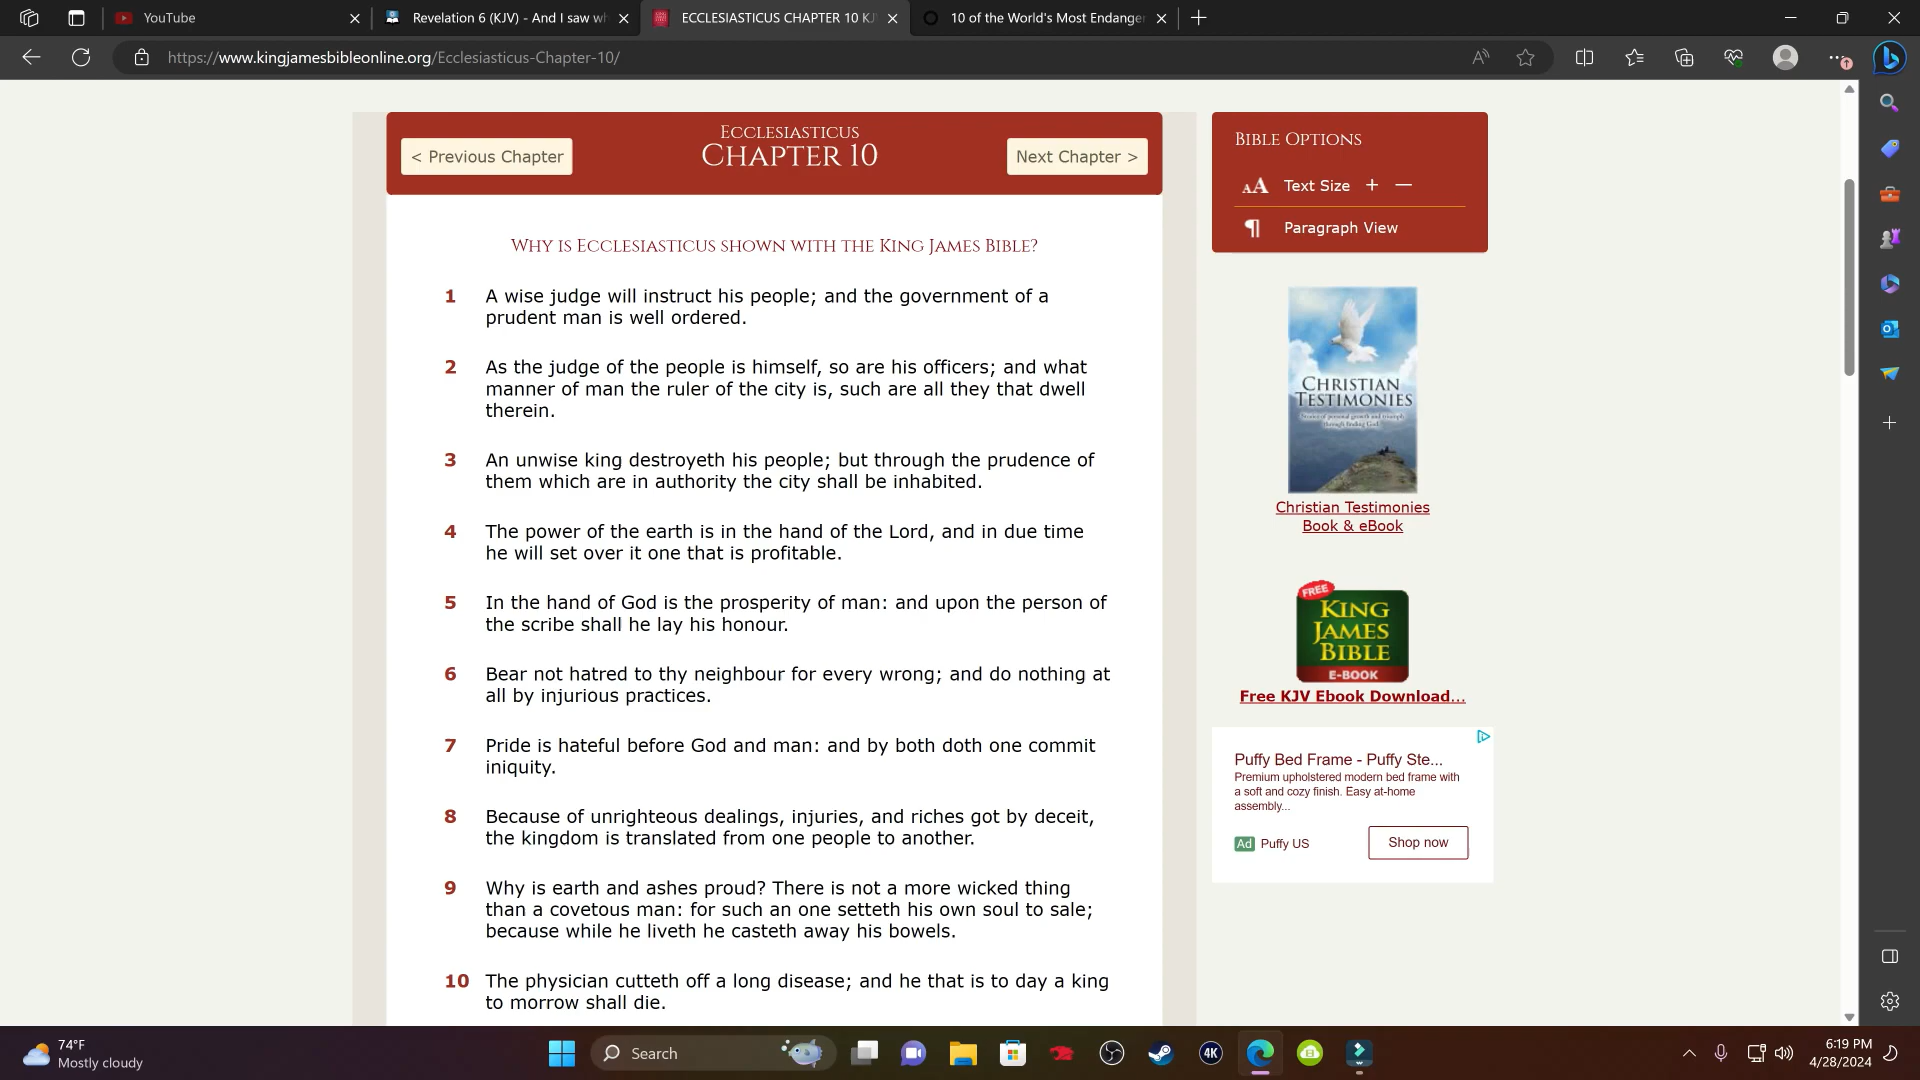 YouTube
Revelation 6 (KJV) - And I saw wh
ECCLESIASTICUS CHAPTER 10 KJ
10 of the World's Most Endanger
https://www.kingjamesbibleonline.org/Ecclesiasticus-Chapter-10/
< Previous Chapter
Ecclesiasticus
Chapter 10
Next Chapter >
Why is Ecclesiasticus shown with the King James Bible?
1 A wise judge will instruct his people; and the government of a
prudent man is well ordered.
2 As the judge of the people is himself, so are his officers; and what
manner of man the ruler of the city is, such are all they that dwell
therein.
3 An unwise king destroyeth his people; but through the prudence of
them which are in authority the city shall be inhabited.
4 The power of the earth is in the hand of the Lord, and in due time
he will set over it one that is profitable.
5 In the hand of God is the prosperity of man: and upon the person of
the scribe shall he lay his honour.
6 Bear not hatred to thy neighbour for every wrong; and do nothing at
all by injurious practices.
7 Pride is hateful before God and man: and by both doth one commit
iniquity.
8 Because of unrighteous dealings, injuries, and riches got by deceit,
the kingdom is translated from one people to another.
9 Why is earth and ashes proud? There is not a more wicked thing
than a covetous man: for such an one setteth his own soul to sale;
because while he liveth he casteth away his bowels.
10 The physician cutteth off a long disease; and he that is to day a king
to morrow shall die.
Bible Options
AA Text Size + —
¶ Paragraph View
CHRISTIAN
TESTIMONIES
Christian Testimonies
Book & eBook
FREE
KING
JAMES
BIBLE
E-BOOK
Free KJV Ebook Download...
Puffy Bed Frame - Puffy Ste...
Premium upholstered modern bed frame with
a soft and cozy finish. Easy at-home
assembly...
Ad Puffy US
Shop now
74°F
Mostly cloudy
Search
4K
6:19 PM
4/28/2024